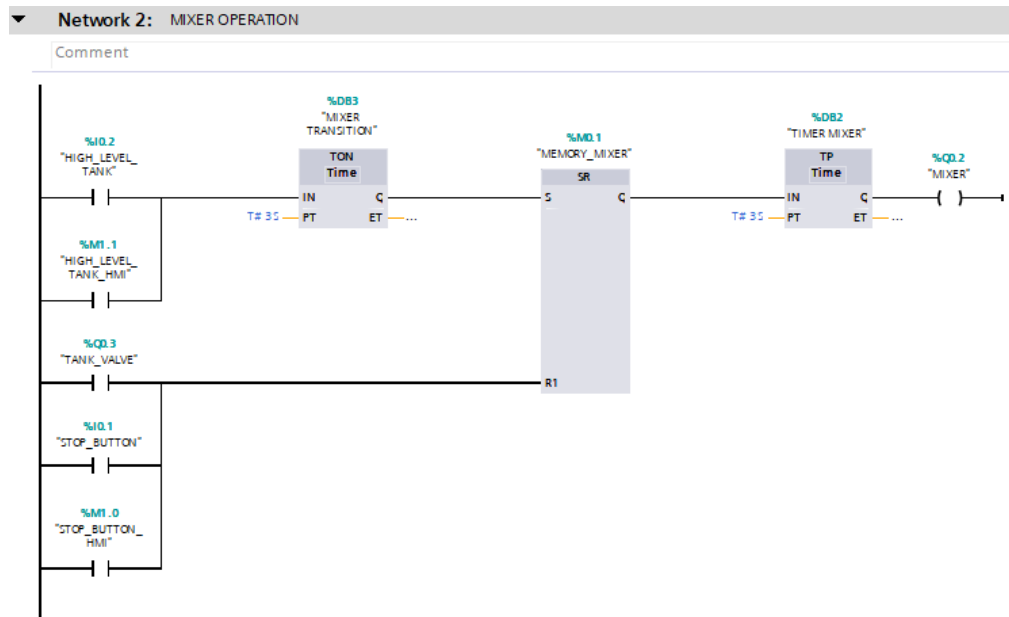 Network 2: MIXER OPERATION
Comment
%DB3
"MIXER
TRANSITION"
%I0.2
"HIGH_LEVEL_
TANK"
TON
Time
IN Q
T# 3S PT ET ...
%M1.1
"HIGH_LEVEL_
TANK_HMI"
%M0.1
"MEMORY_MIXER"
SR
S Q
R1
%DB2
"TIMER MIXER"
TP
Time
IN Q
T# 3S PT ET ...
%Q0.2
"MIXER"
%Q0.3
"TANK_VALVE"
%I0.1
"STOP_BUTTON"
%M1.0
"STOP_BUTTON_
HMI"